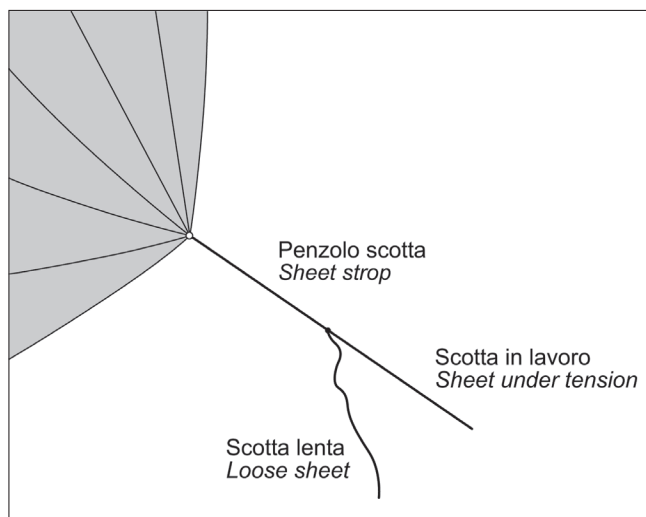 Penzolo scotta
Sheet strop
Scotta in lavoro
Sheet under tension
Scotta lenta
Loose sheet